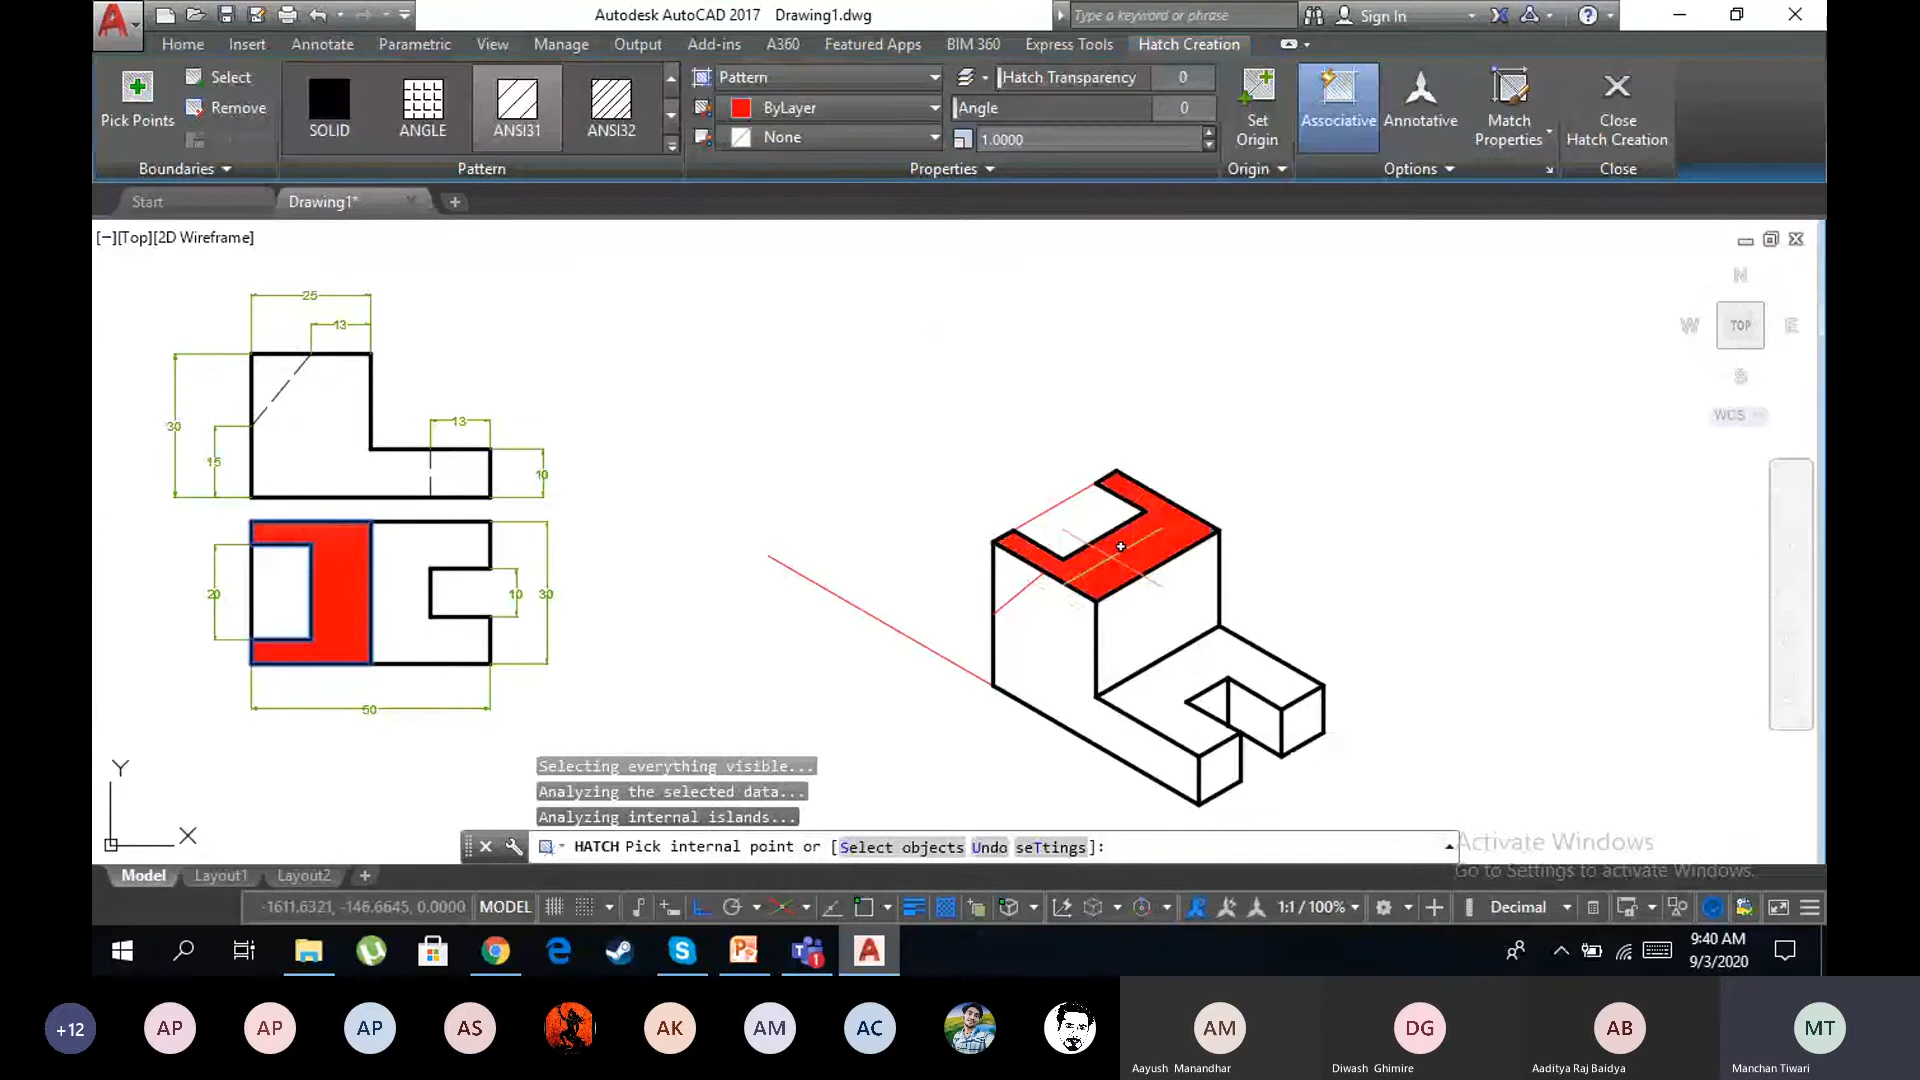 Autodesk AutoCAD 2017 Drawing1.dwg
Type a keyword or phrase
Sign In
Home Insert Annotate Parametric View Manage Output Add-ins A360 Featured Apps BIM 360 Express Tools Hatch Creation
Pick Points
Select
Remove
SOLID
ANGLE
ANSI31
ANSI32
Pattern
ByLayer
None
Hatch Transparency 0
Angle 0
1.0000
Set Origin
Associative
Annotative
Match Properties
Close Hatch Creation
Boundaries
Pattern
Properties
Origin
Options
Close
Start
Drawing1*
[−][Top][2D Wireframe]
N
W
TOP
E
S
WCS
25
13
30
15
13
10
20
10
30
50
Y
X
Selecting everything visible...
Analyzing the selected data...
Analyzing internal islands...
HATCH Pick internal point or [Select objects Undo seTtings]:
Activate Windows
Go to Settings to activate Windows.
Model
Layout1
Layout2
-1611.6321, -146.6645, 0.0000
MODEL
1:1 / 100%
Decimal
9:40 AM
9/3/2020
+12
AP
AP
AP
AS
AK
AM
AC
AM
DG
AB
MT
Aayush Manandhar
Diwash Ghimire
Aaditya Raj Baidya
Manchan Tiwari